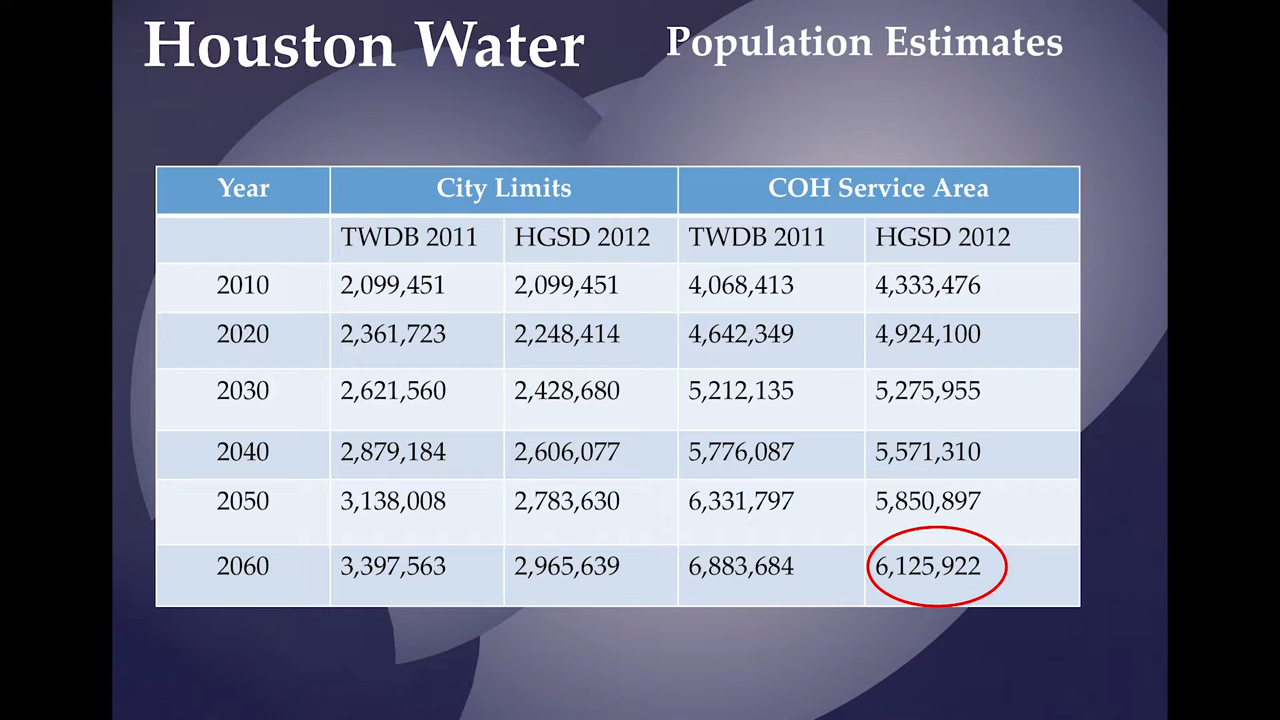 Houston Water
Population Estimates
Year City Limits COH Service Area
TWDB 2011 HGSD 2012 TWDB 2011 HGSD 2012
2010 2,099,451 2,099,451 4,068,413 4,333,476
2020 2,361,723 2,248,414 4,642,349 4,924,100
2030 2,621,560 2,428,680 5,212,135 5,275,955
2040 2,879,184 2,606,077 5,776,087 5,571,310
2050 3,138,008 2,783,630 6,331,797 5,850,897
2060 3,397,563 2,965,639 6,883,684 6,125,922